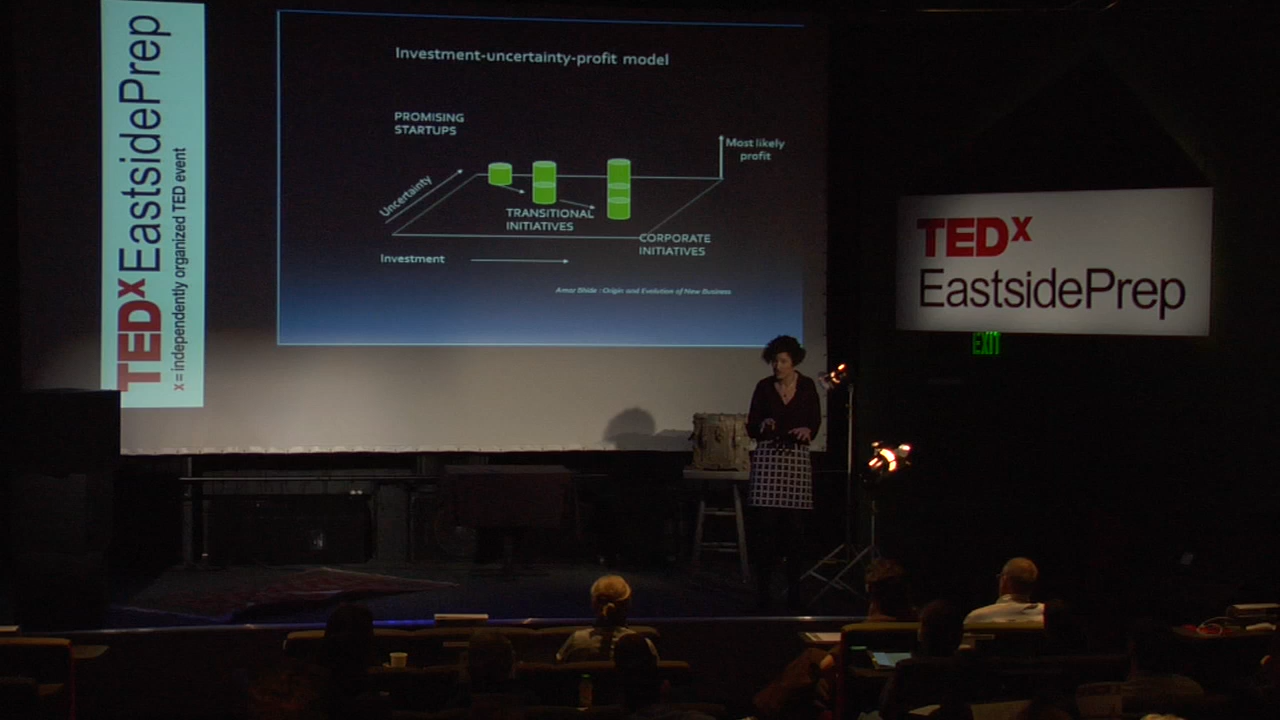 TEDx EastsidePrep
x = independently organized TED event
Investment-uncertainty-profit model
PROMISING
STARTUPS
Most likely
profit
Uncertainty
TRANSITIONAL
INITIATIVES
CORPORATE
INITIATIVES
Investment
Amar Bhide : Origin and Evolution of New Business
TEDx
EastsidePrep
EXIT